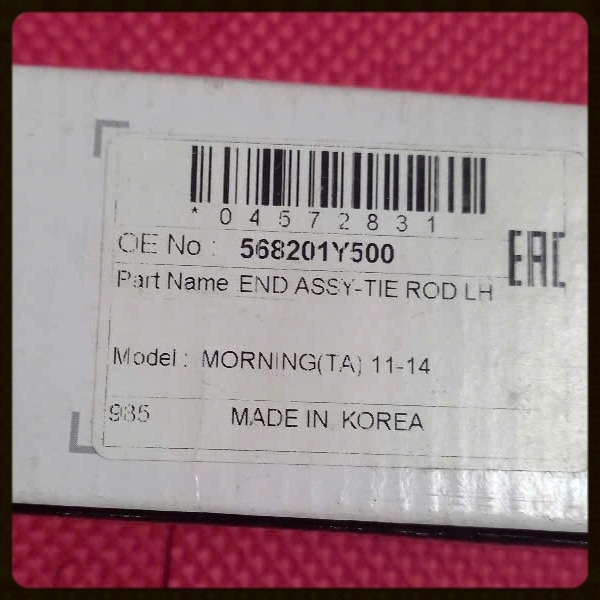 *04572831
OE No : 568201Y500
EAC
Part Name END ASSY-TIE ROD LH
Model : MORNING(TA) 11-14
985 MADE IN KOREA